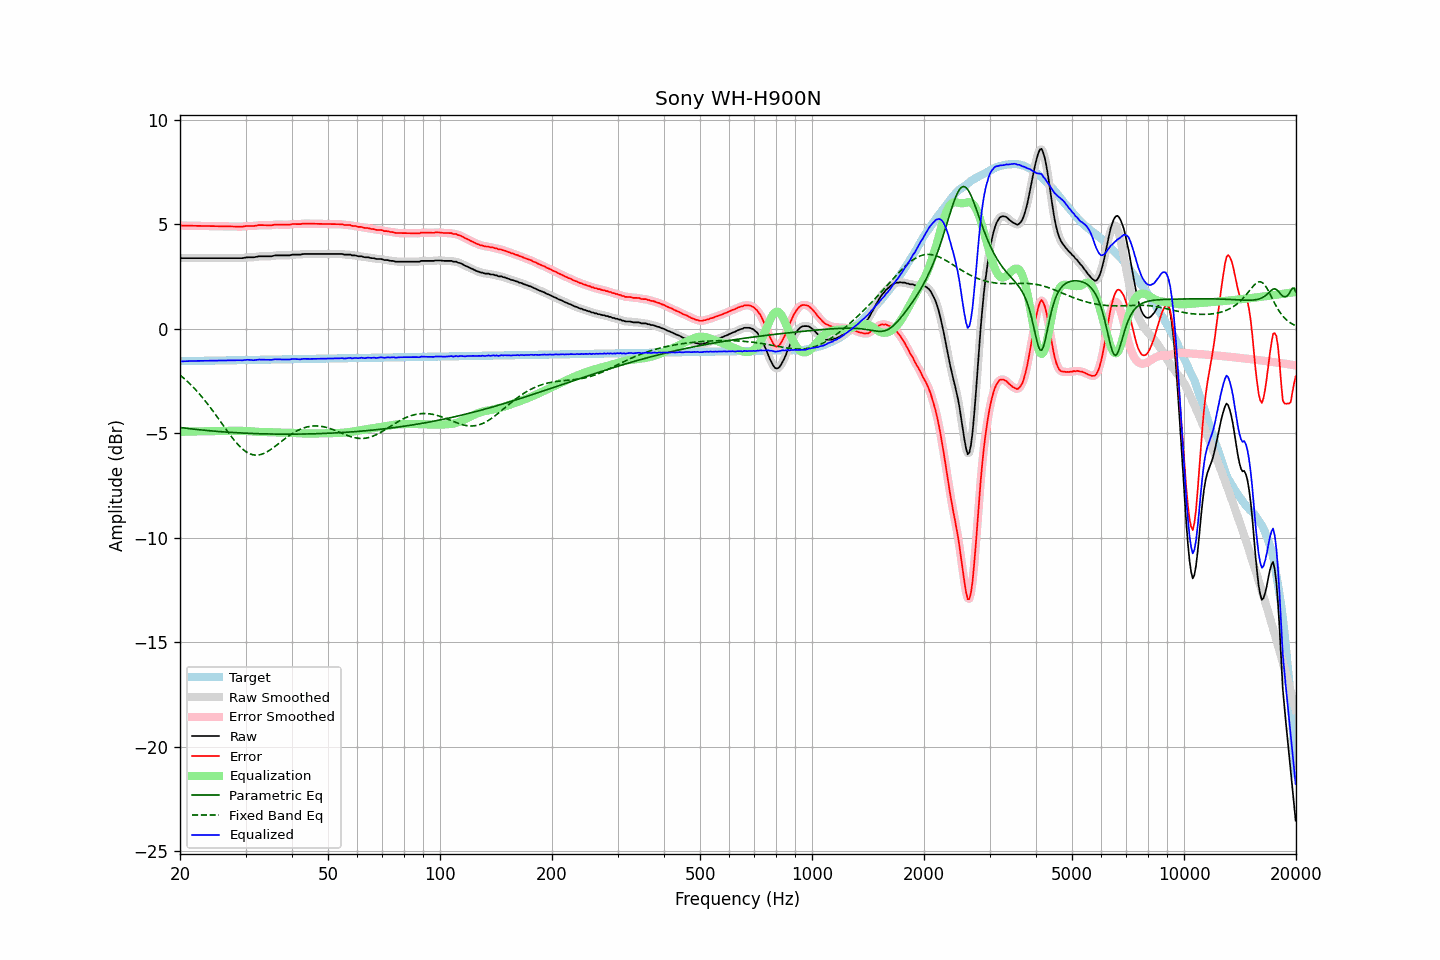 Sony WH-H900N
10
5
0
−5
−10
−15
−20
−25
Amplitude (dBr)
Target
Raw Smoothed
Error Smoothed
Raw
Error
Equalization
Parametric Eq
Fixed Band Eq
Equalized
20 50 100 200 500 1000 2000 5000 10000 20000
Frequency (Hz)